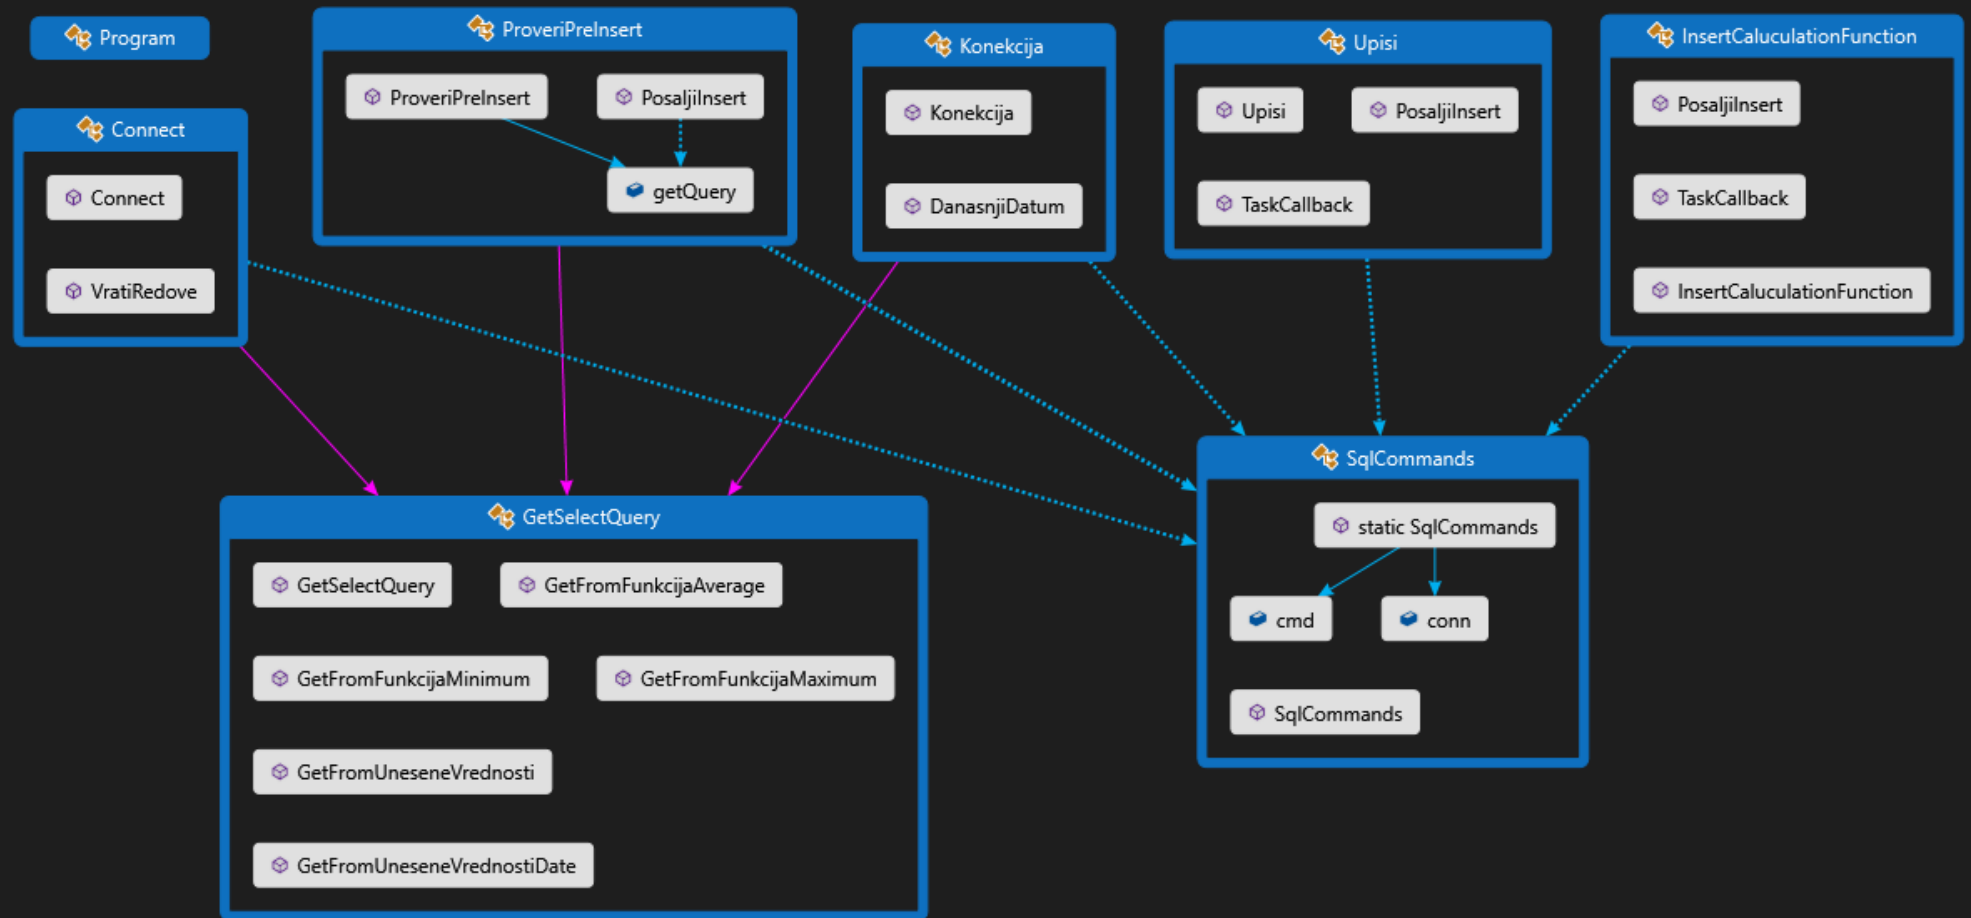 Program
Connect
Connect
VratiRedove
ProveriPreInsert
ProveriPreInsert
PosaljiInsert
getQuery
Konekcija
Konekcija
DanasnjiDatum
Upisi
Upisi
PosaljiInsert
TaskCallback
InsertCaluculationFunction
PosaljiInsert
TaskCallback
InsertCaluculationFunction
GetSelectQuery
GetSelectQuery
GetFromFunkcijaAverage
GetFromFunkcijaMinimum
GetFromFunkcijaMaximum
GetFromUneseneVrednosti
GetFromUneseneVrednostiDate
SqlCommands
static SqlCommands
cmd
conn
SqlCommands